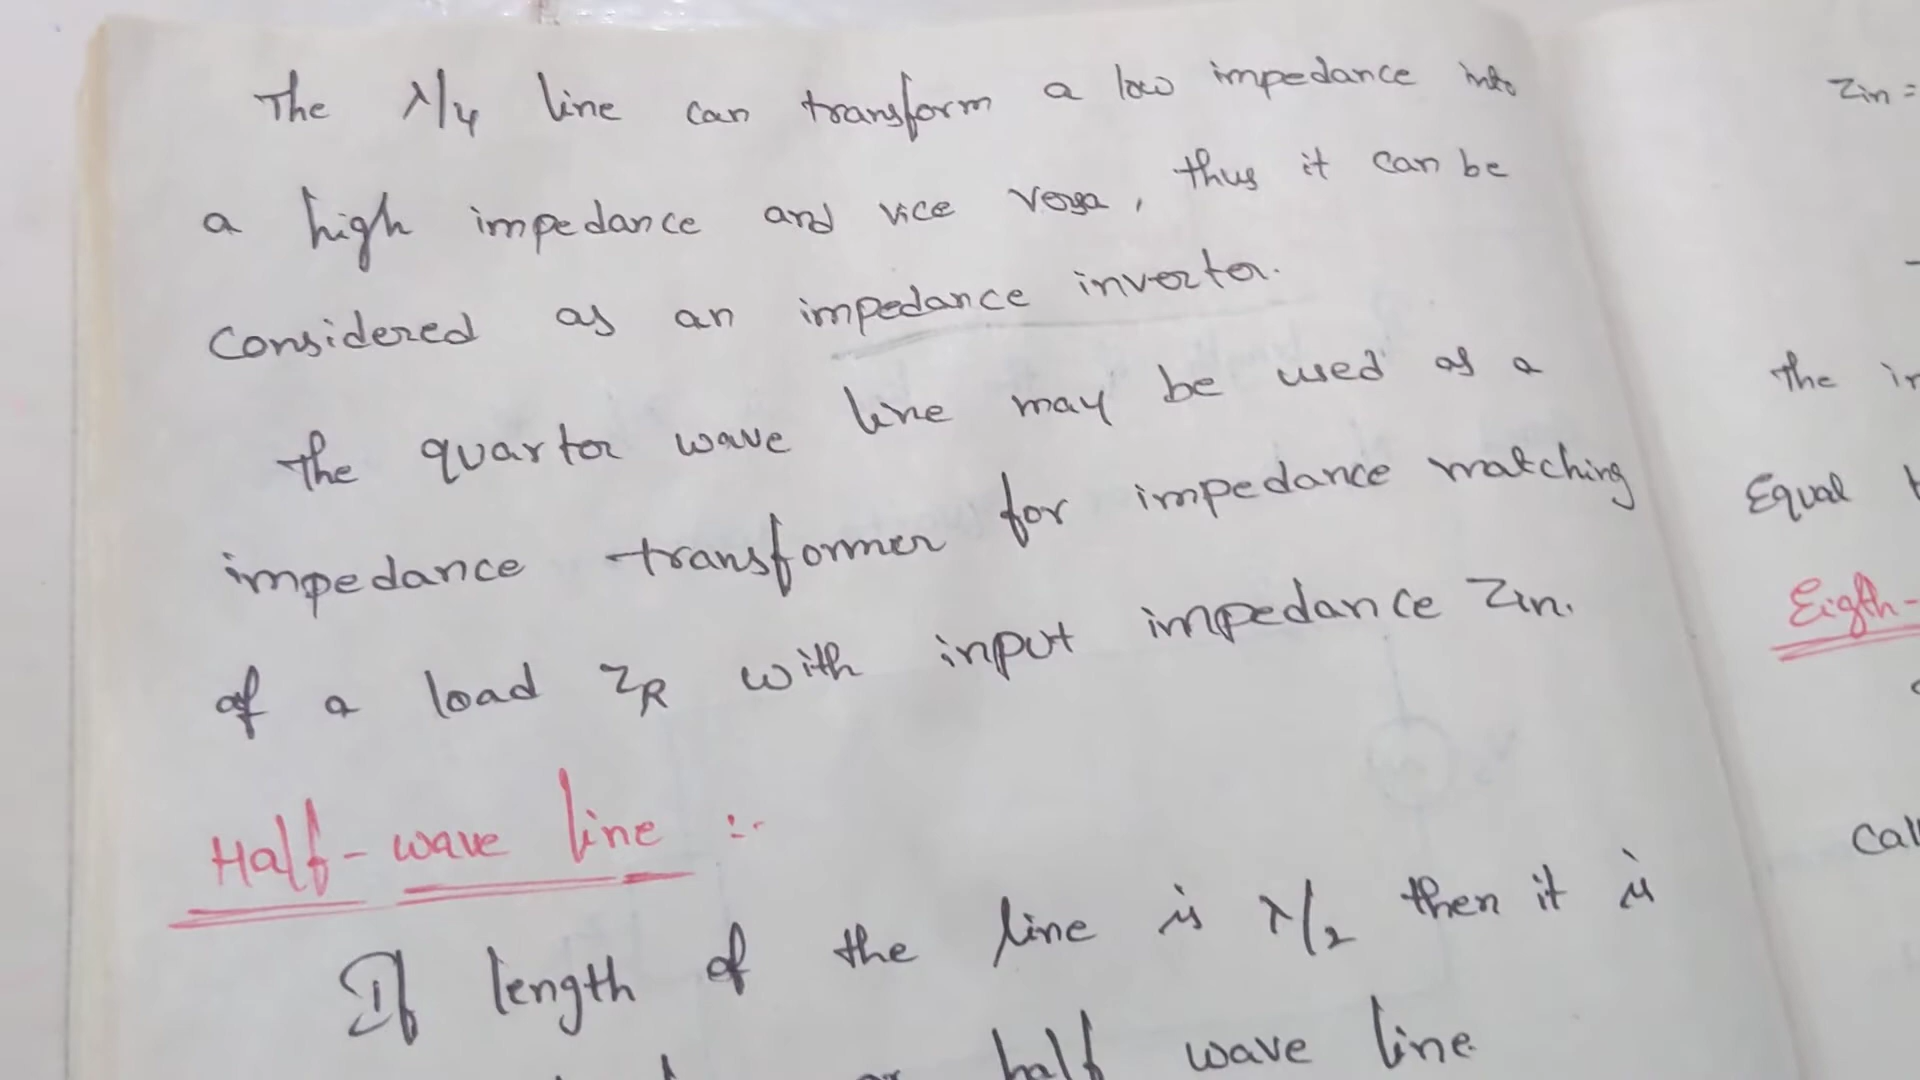 The λ/4 line can transform a low impedance into
a high impedance and vice versa, thus it can be
Considered as an impedance invertor.
the quarter wave line may be used as a
impedance transformer for impedance matching
of a load ZR with input impedance Zin.
Half-wave line :-
If length of the line is λ/2 then it is
half wave line
Zin =
the
Equal
Eigth-